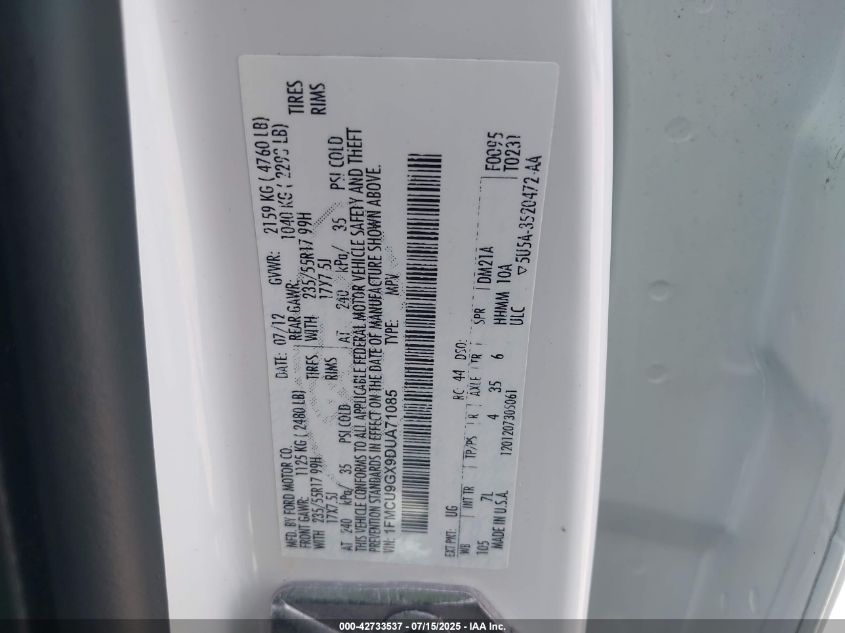 MFD. BY FORD MOTOR CO.
DATE: 07/12 GVWR: 2159 KG ( 4760 LB)
FRONT GAWR: 1125 KG ( 2480 LB) REAR GAWR: 1040 KG ( 2293 LB)
WITH 235/55R17 99H TIRES WITH 235/55R17 99H TIRES
17X7.5J RIMS 17X7.5J RIMS
AT 240 kPa/ 35 PSI COLD AT 240 kPa/ 35 PSI COLD
THIS VEHICLE CONFORMS TO ALL APPLICABLE FEDERAL MOTOR VEHICLE SAFETY AND THEFT
PREVENTION STANDARDS IN EFFECT ON THE DATE OF MANUFACTURE SHOWN ABOVE.
VIN: 1FMCU9GX9DUA71085 TYPE: MPV
F0095
T0231
EXT PNT: UG RC: 44 DSO:
WB INT TR TP/PS R AXLE TR SPR DM21A
105 7L 4 35 6 HHMM 10A
MADE IN U.S.A. 1201207305061 ULC
▽5U5A-3520472-AA
000-42733537 - 07/15/2025 - IAA Inc.